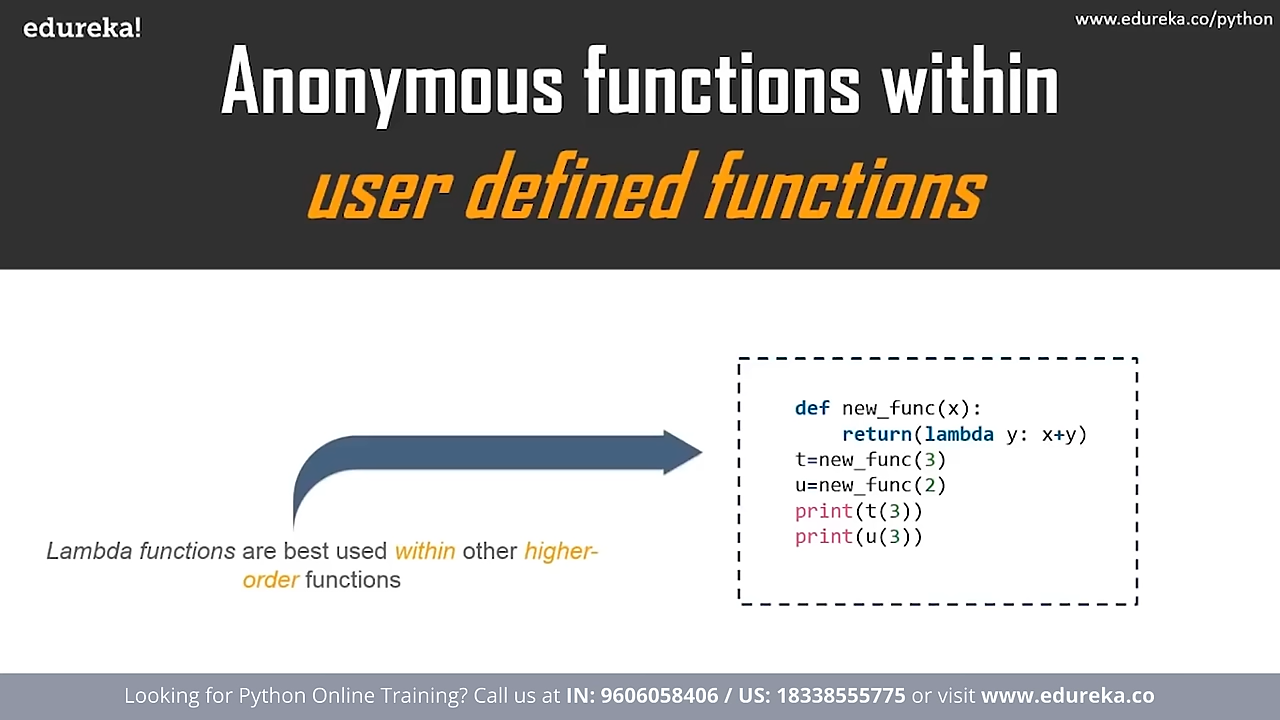 edureka!
www.edureka.co/python
Anonymous functions within
user defined functions
def new_func(x):
    return(lambda y: x+y)
t=new_func(3)
u=new_func(2)
print(t(3))
print(u(3))
Lambda functions are best used within other higher-
order functions
Looking for Python Online Training? Call us at IN: 9606058406 / US: 18338555775 or visit www.edureka.co